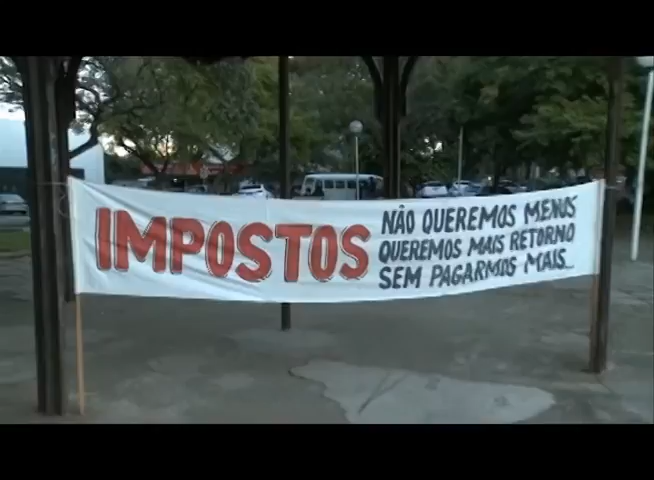 IMPOSTOS
NÃO QUEREMOS MENOS
QUEREMOS MAIS RETORNO
SEM PAGARMOS MAIS...